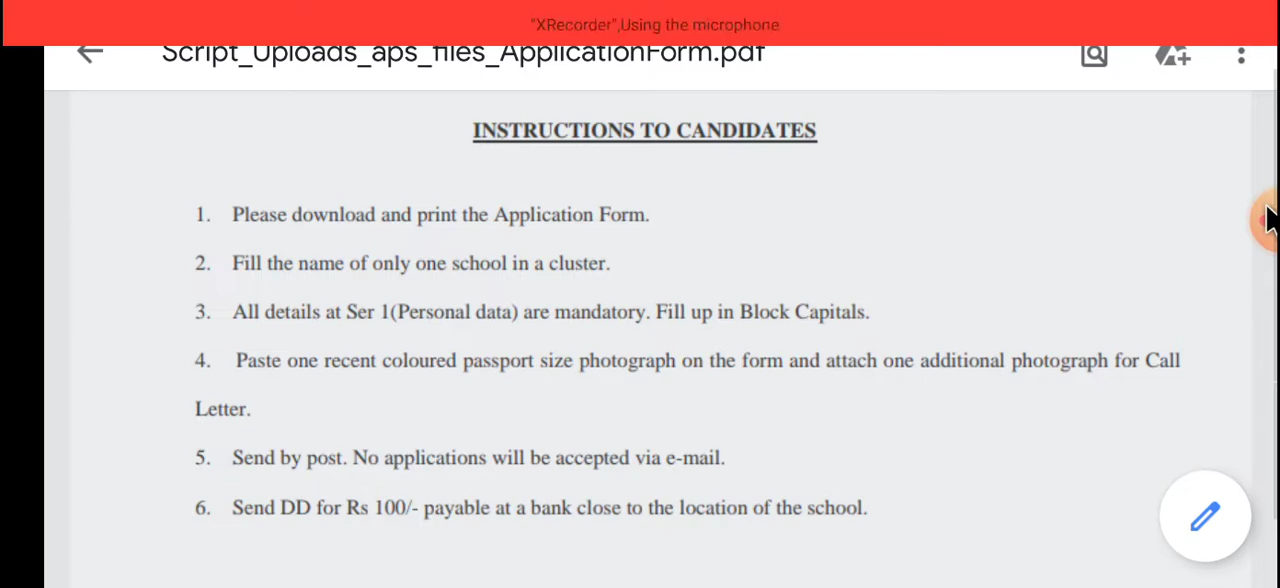 "XRecorder",Using the microphone
Script_Uploads_aps_files_ApplicationForm.pdf
INSTRUCTIONS TO CANDIDATES
1. Please download and print the Application Form.
2. Fill the name of only one school in a cluster.
3. All details at Ser 1(Personal data) are mandatory. Fill up in Block Capitals.
4. Paste one recent coloured passport size photograph on the form and attach one additional photograph for Call
Letter.
5. Send by post. No applications will be accepted via e-mail.
6. Send DD for Rs 100/- payable at a bank close to the location of the school.